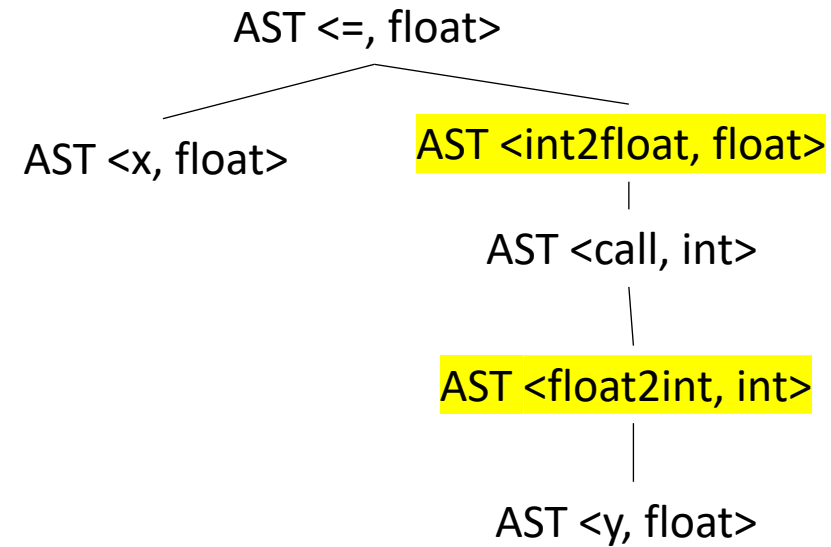 AST <=, float>
AST <x, float>
AST <int2float, float>
AST <call, int>
AST <float2int, int>
AST <y, float>